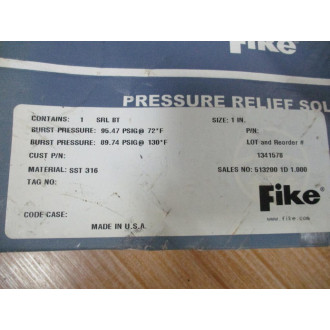 Fike
PRESSURE RELIEF SOL
CONTAINS: 1 SRL BT SIZE: 1 IN.
BURST PRESSURE: 95.47 PSIG@ 72°F P/N:
BURST PRESSURE: 89.74 PSIG@ 130°F LOT and Reorder #
CUST P/N: T341578
MATERIAL: SST 316 SALES NO: 513200 1D 1.000
TAG NO:
Fike
CODE CASE: www.fike.com
MADE IN U.S.A.